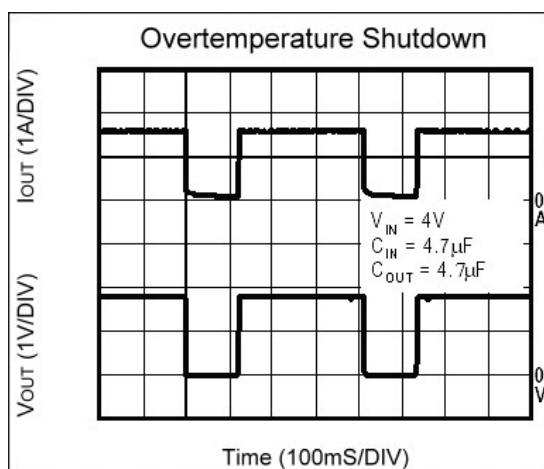 Overtemperature Shutdown
IOUT (1A/DIV)
0
A
VIN = 4V
CIN = 4.7µF
COUT = 4.7µF
VOUT (1V/DIV)
0
V
Time (100mS/DIV)